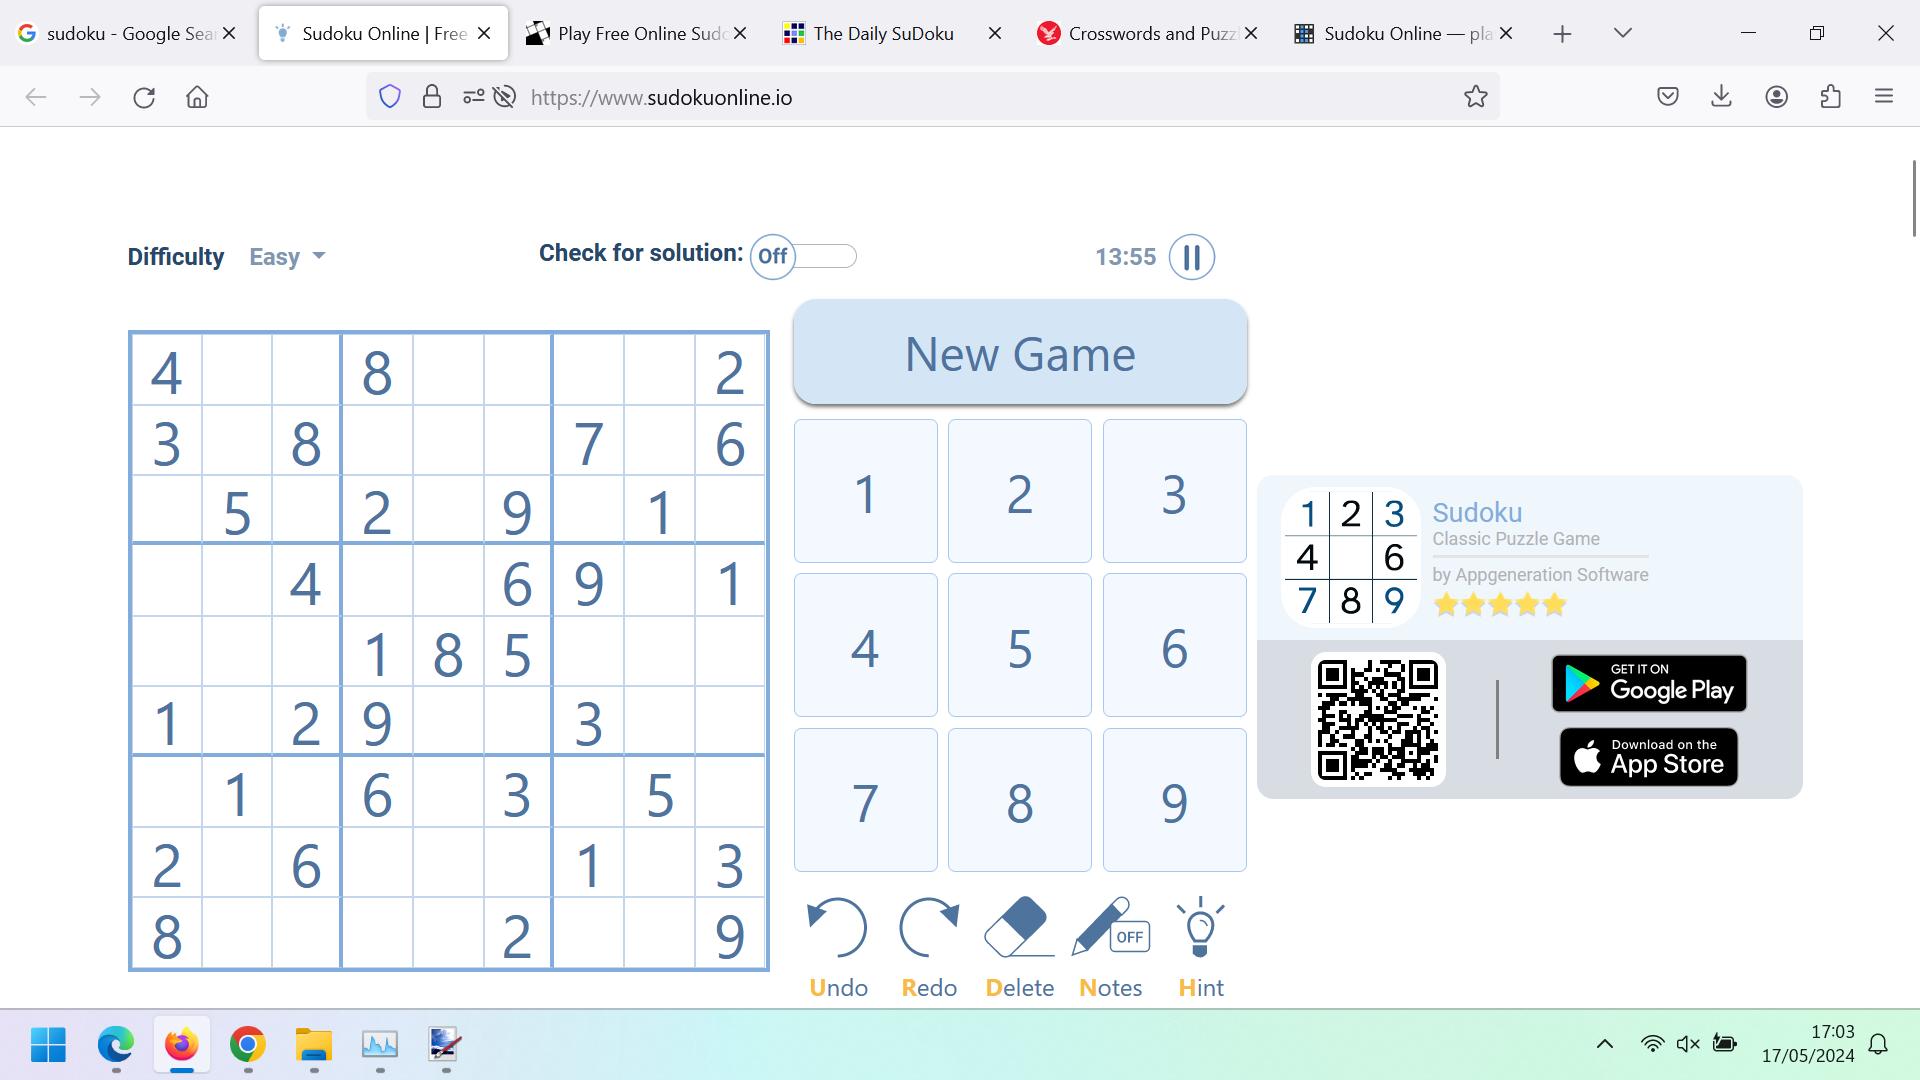 sudoku - Google Sear
Sudoku Online | Free
Play Free Online Sudo
The Daily SuDoku
Crosswords and Puzzl
Sudoku Online — pla
https://www.sudokuonline.io
Difficulty Easy
Check for solution: Off
13:55
New Game
4 8 2
3 8 7 6
5 2 9 1
4 6 9 1
1 8 5
1 2 9 3
1 6 3 5
2 6 1 3
8 2 9
1 2 3
4 5 6
7 8 9
OFF
Undo Redo Delete Notes Hint
1 2 3
4 6
7 8 9
Sudoku
Classic Puzzle Game
by Appgeneration Software
GET IT ON
Google Play
Download on the
App Store
17:03
17/05/2024